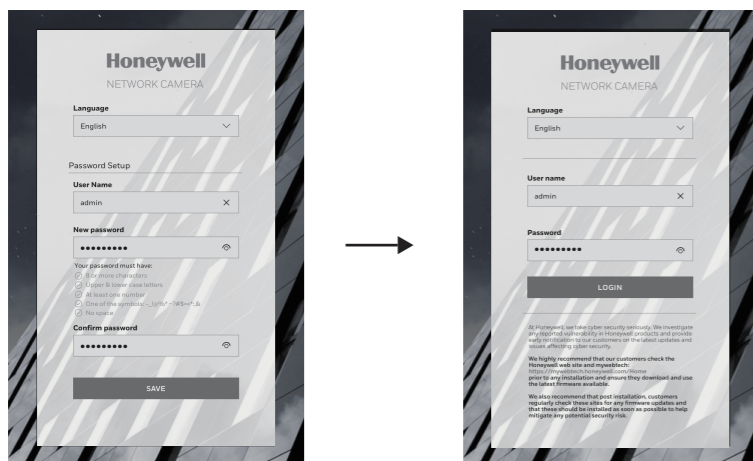 Honeywell
NETWORK CAMERA
Language
English
Password Setup
User Name
admin
New password
Your password must have:
8 or more characters
Upper & lower case letters
At least one number
No space
Confirm password
SAVE
Honeywell
NETWORK CAMERA
Language
English
User name
admin
Password
LOGIN
At Honeywell, we take cyber security seriously. We investigate
any reported vulnerability in Honeywell products and provide
early notification to our customers on the latest updates and
issues affecting cyber security.
We highly recommend that our customers check the
Honeywell web site and mywebtech:
https://mywebtech.honeywell.com/Home
prior to any installation and ensure they download and use
the latest firmware available.
We also recommend that post installation, customers
regularly check these sites for any firmware updates and
that these should be installed as soon as possible to help
mitigate any potential security risk.